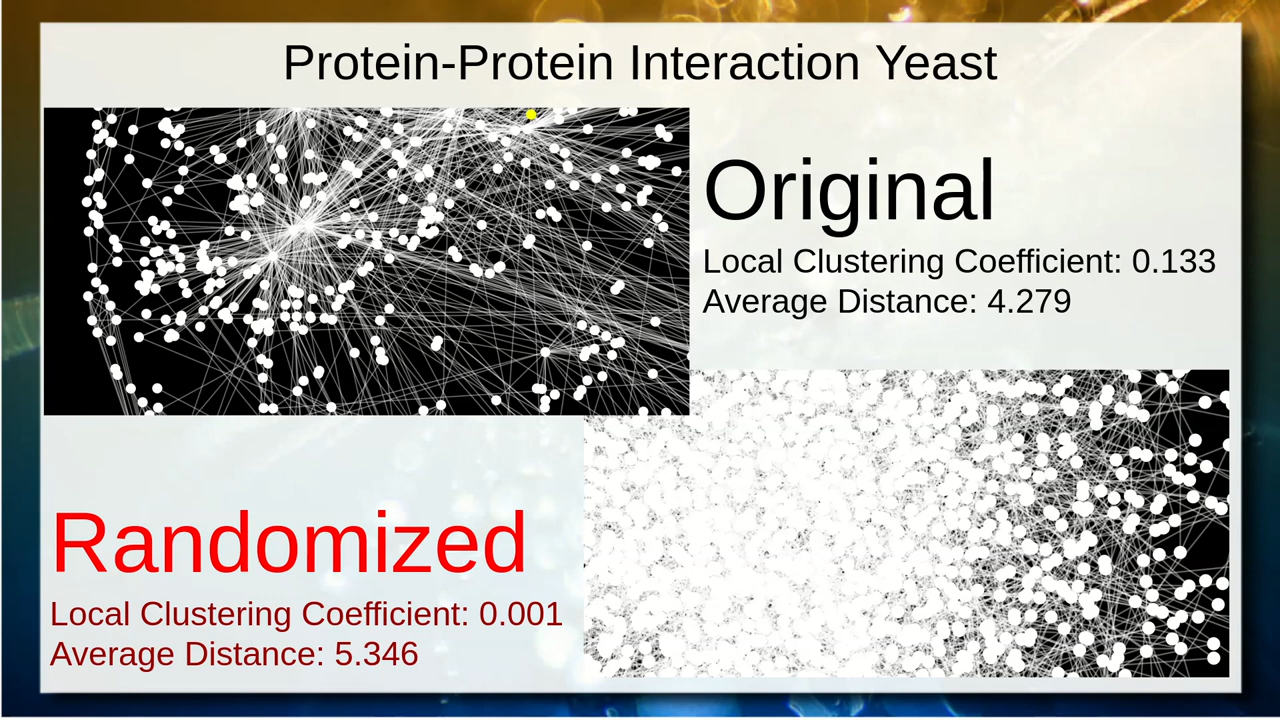 Protein-Protein Interaction Yeast
Original
Local Clustering Coefficient: 0.133
Average Distance: 4.279
Randomized
Local Clustering Coefficient: 0.001
Average Distance: 5.346